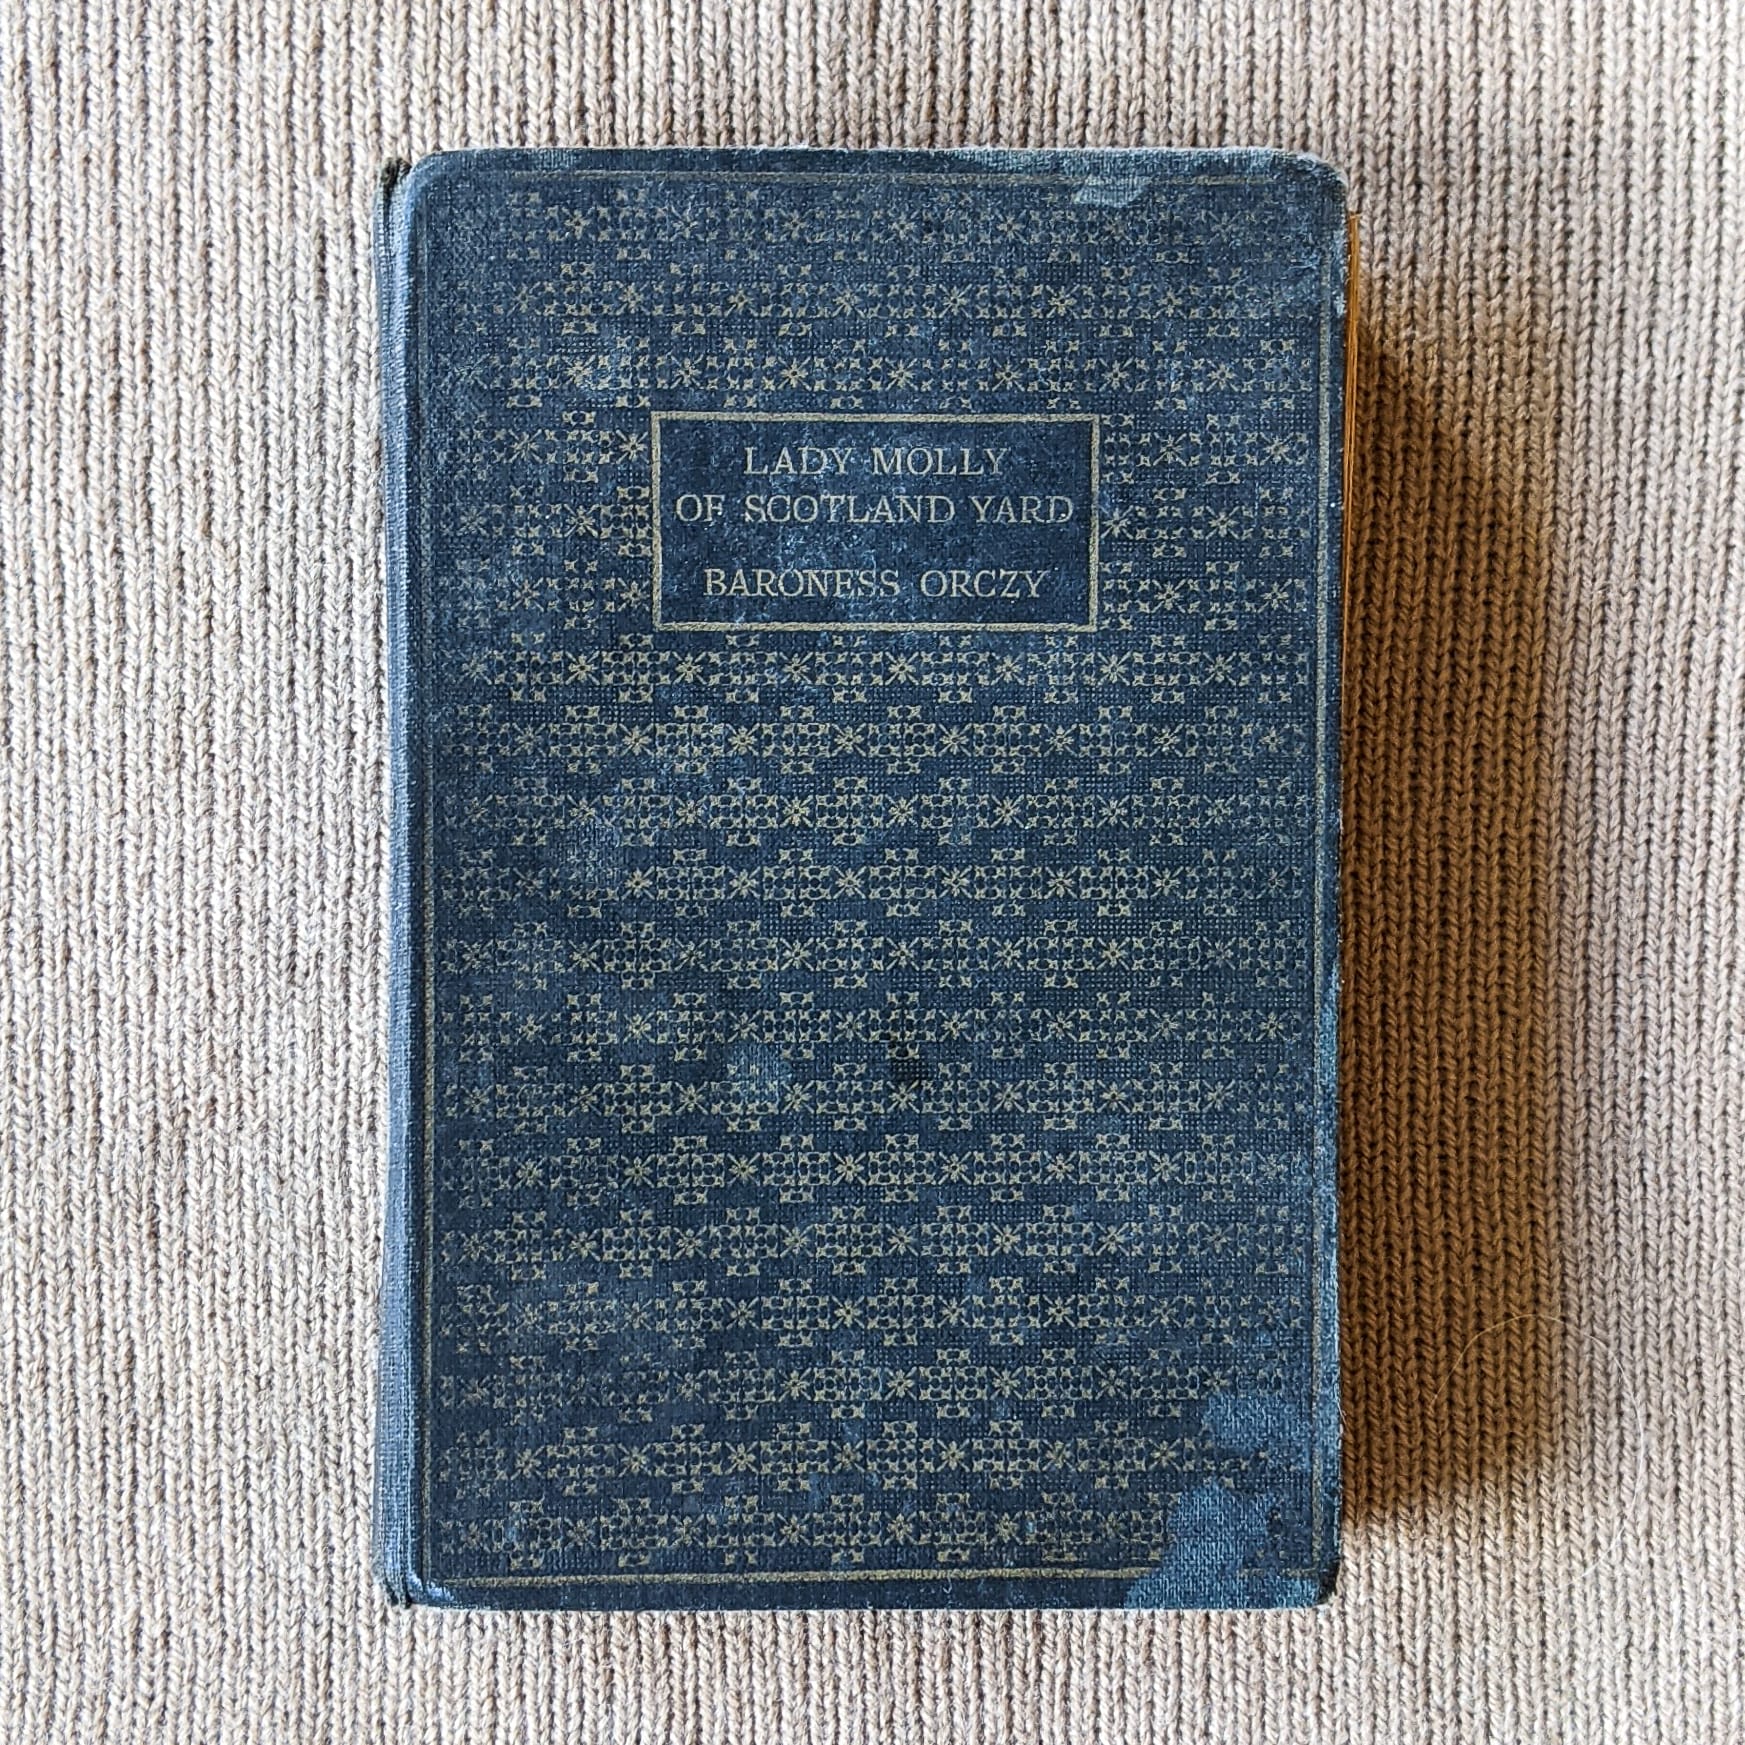 LADY MOLLY
OF SCOTLAND YARD
BARONESS ORCZY